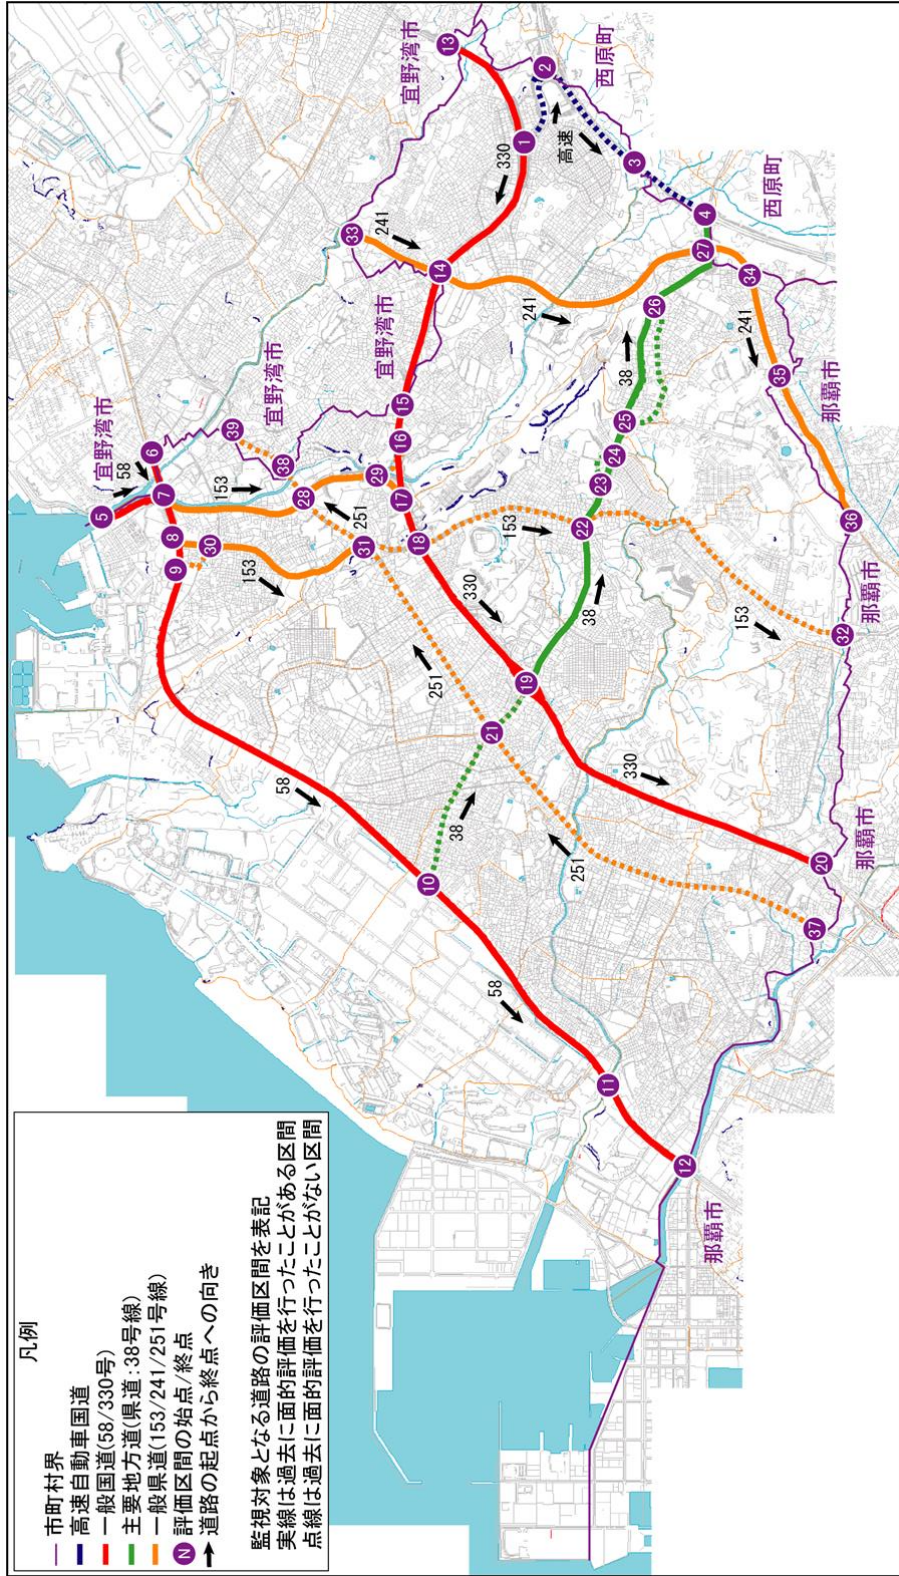 凡例
市町村界
高速自動車国道
一般国道(58/330号)
主要地方道(県道:38号線)
一般県道(153/241/251号線)
N 評価区間の始点/終点
道路の起点から終点への向き
監視対象となる道路の評価区間を表記
実線は過去に面的評価を行ったことがある区間
点線は過去に面的評価を行ったことがない区間
宜野湾市
58
5
6
7
8
9
30
153
153
39
38
宜野湾市
28
29
251
31
宜野湾市
15
16
17
18
33
241
14
宜野湾市
13
330
1
2
西原町
高速
3
西原町
4
27
34
241
241
35
那覇市
36
26
38
25
24
23
22
153
153
32
那覇市
330
19
38
21
251
38
10
58
58
11
12
那覇市
251
37
330
20
那覇市